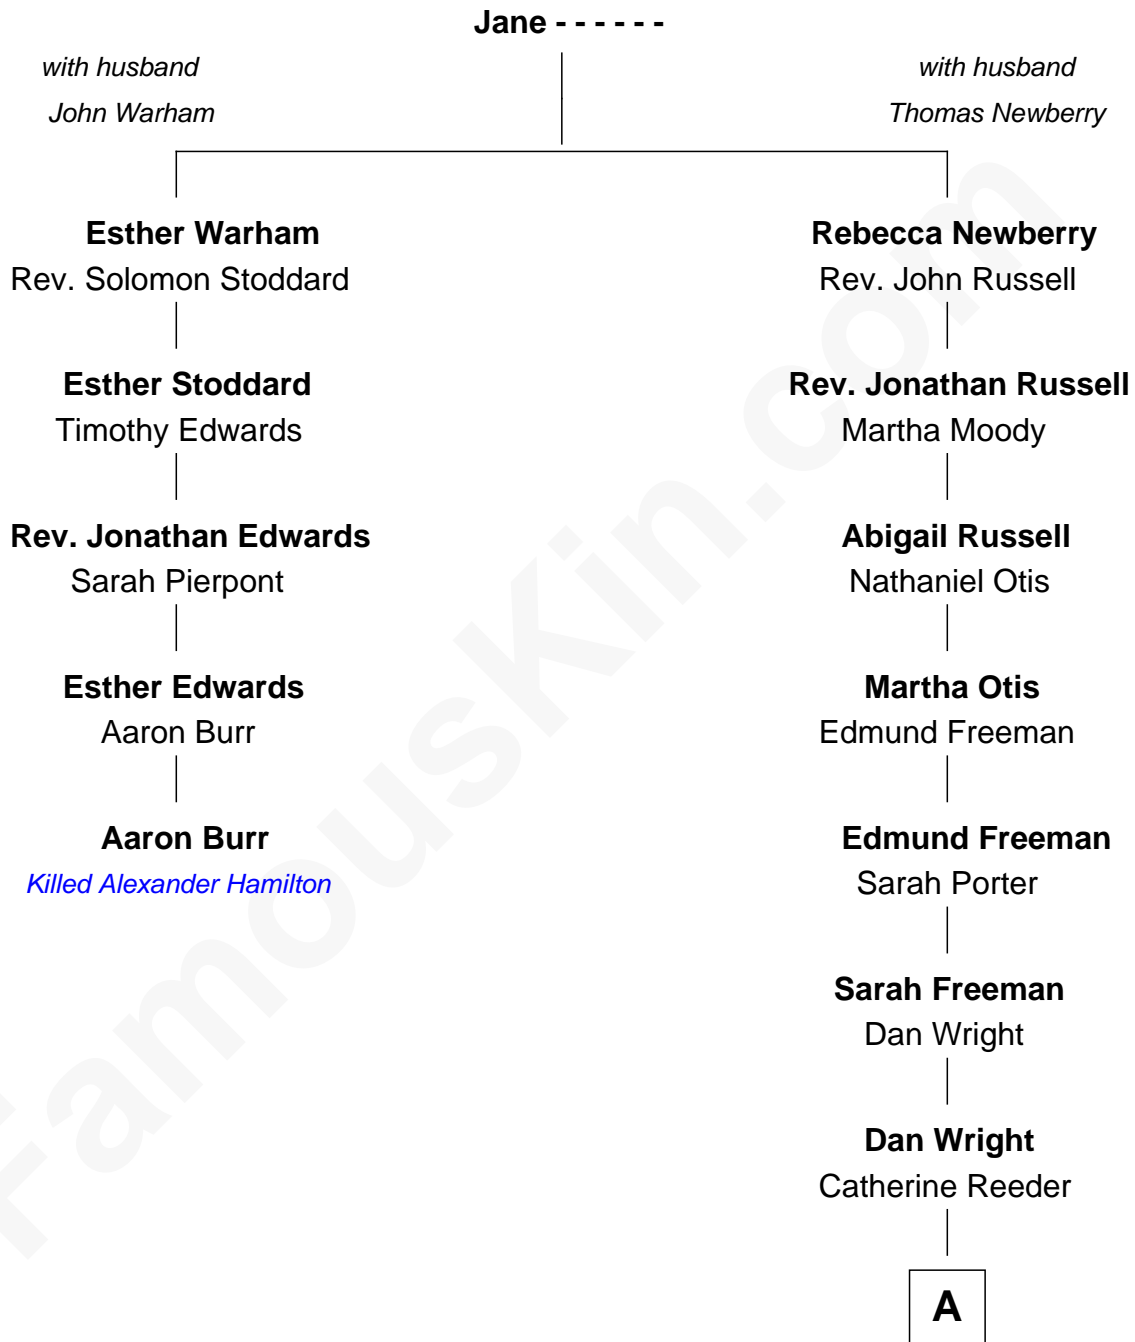 Jane - - - - - -
with husband
John Warham
with husband
Thomas Newberry
Esther Warham
Rev. Solomon Stoddard
Esther Stoddard
Timothy Edwards
Rev. Jonathan Edwards
Sarah Pierpont
Esther Edwards
Aaron Burr
Aaron Burr
Killed Alexander Hamilton
Rebecca Newberry
Rev. John Russell
Rev. Jonathan Russell
Martha Moody
Abigail Russell
Nathaniel Otis
Martha Otis
Edmund Freeman
Edmund Freeman
Sarah Porter
Sarah Freeman
Dan Wright
Dan Wright
Catherine Reeder
A
FamousKin.com